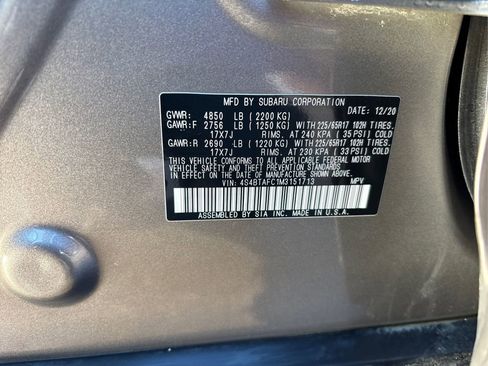 MFD BY SUBARU CORPORATION
GVWR: 4850 LB (2200 KG) DATE: 12/20
GAWR:F 2756 LB (1250 KG) WITH 225/65R17 102H TIRES,
17X7J RIMS, AT 240 KPA (35 PSI) COLD
GAWR:R 2690 LB (1220 KG) WITH 225/65R17 102H TIRES,
17X7J RIMS, AT 230 KPA (33 PSI) COLD
THIS VEHICLE CONFORMS TO ALL APPLICABLE FEDERAL MOTOR
VEHICLE SAFETY AND THEFT PREVENTION STANDARDS
IN EFFECT ON THE DATE OF MANUFACTURE SHOWN ABOVE.
VIN: 4S4BTAFC1M3151713 MPV
ASSEMBLED BY SIA INC. IN U.S.A.